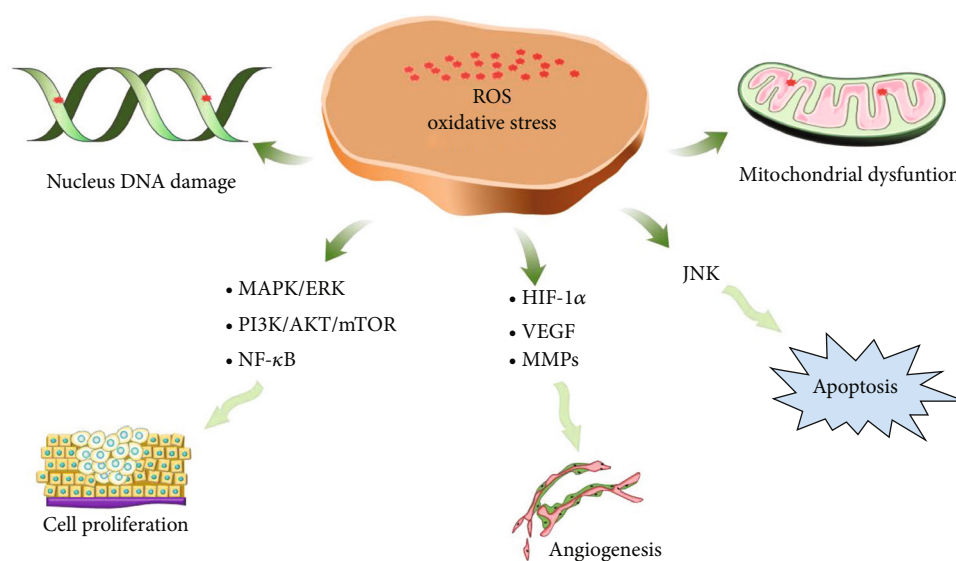 ROS
oxidative stress
Nucleus DNA damage
Mitochondrial dysfuntion
• MAPK/ERK
• PI3K/AKT/mTOR
• NF-κB
• HIF-1α
• VEGF
• MMPs
JNK
Apoptosis
Cell proliferation
Angiogenesis